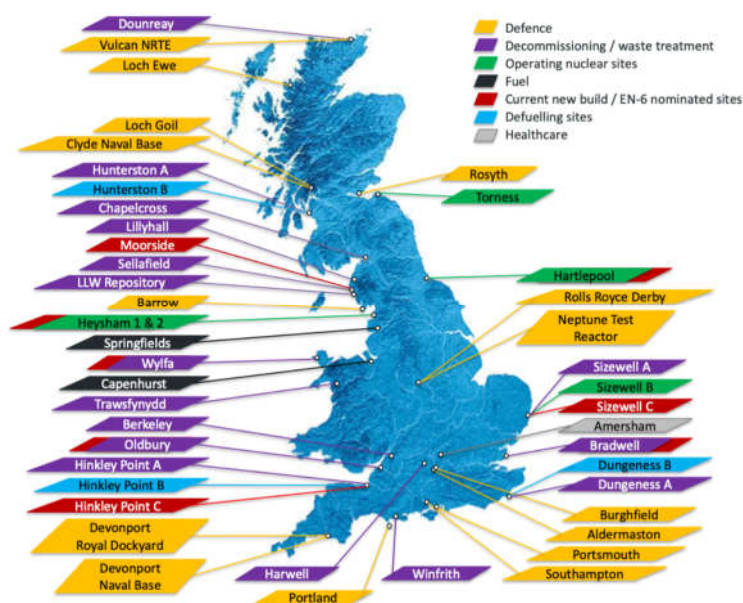 Defence
Decommissioning / waste treatment
Operating nuclear sites
Fuel
Current new build / EN-6 nominated sites
Defuelling sites
Healthcare
Dounreay
Vulcan NRTE
Loch Ewe
Loch Goil
Clyde Naval Base
Hunterston A
Hunterston B
Chapelcross
Lillyhall
Moorside
Sellafield
LLW Repository
Barrow
Heysham 1 & 2
Springfields
Wylfa
Capenhurst
Trawsfynydd
Berkeley
Oldbury
Hinkley Point A
Hinkley Point B
Hinkley Point C
Devonport
Royal Dockyard
Devonport
Naval Base
Rosyth
Torness
Hartlepool
Rolls Royce Derby
Neptune Test
Reactor
Sizewell A
Sizewell B
Sizewell C
Amersham
Bradwell
Dungeness B
Dungeness A
Burghfield
Aldermaston
Portsmouth
Southampton
Harwell
Winfrith
Portland